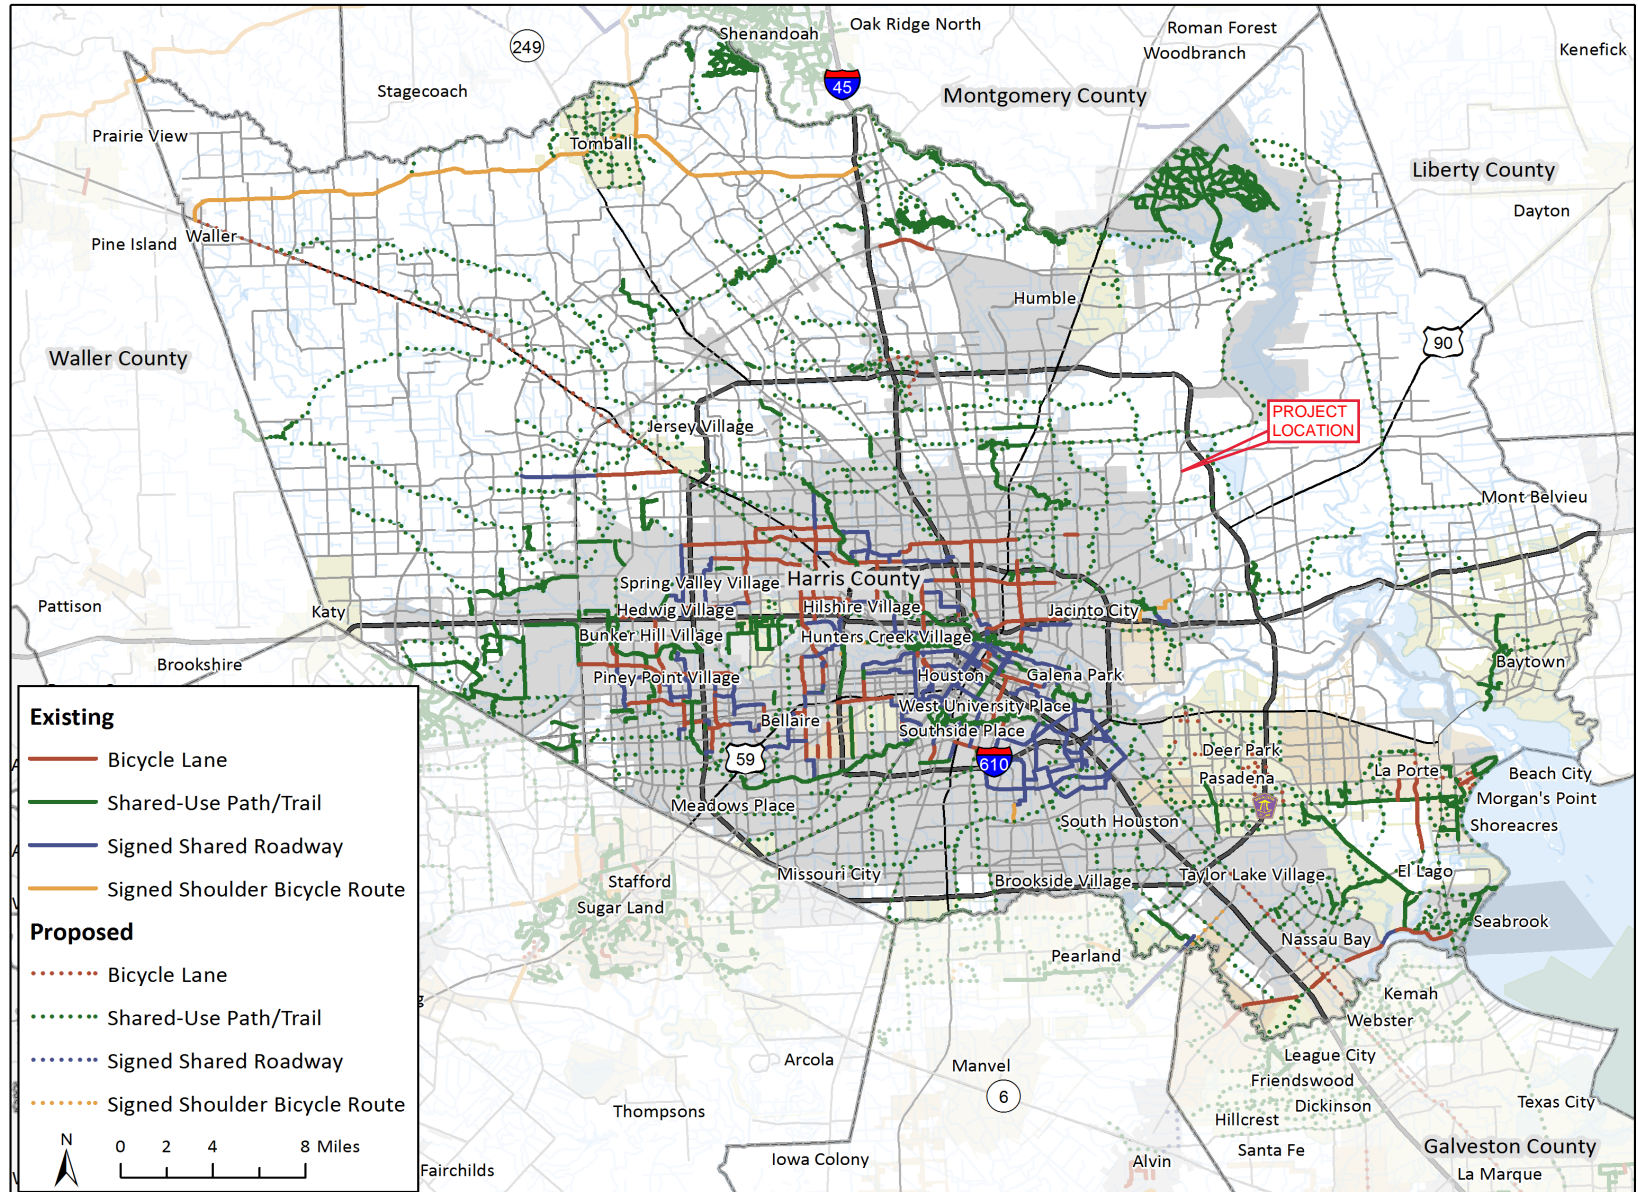 Shenandoah
Oak Ridge North
Roman Forest
Woodbranch
Kenefick
249
45
Stagecoach
Montgomery County
Prairie View
Tomball
Liberty County
Dayton
Pine Island
Waller
Humble
90
Waller County
PROJECT
LOCATION
Jersey Village
Mont Belvieu
Spring Valley Village
Harris County
Pattison
Katy
Hedwig Village
Hilshire Village
Jacinto City
Bunker Hill Village
Hunters Creek Village
Brookshire
Baytown
Piney Point Village
Houston
Galena Park
West University Place
Bellaire
Southside Place
59
610
Deer Park
Pasadena
La Porte
Beach City
Morgan's Point
Meadows Place
Shoreacres
South Houston
Missouri City
Brookside Village
Taylor Lake Village
El Lago
Stafford
Sugar Land
Seabrook
Nassau Bay
Pearland
Kemah
Webster
Arcola
Manvel
League City
Friendswood
6
Dickinson
Thompsons
Hillcrest
Texas City
Santa Fe
Galveston County
Iowa Colony
Alvin
La Marque
Fairchilds
Existing
Bicycle Lane
Shared-Use Path/Trail
Signed Shared Roadway
Signed Shoulder Bicycle Route
Proposed
Bicycle Lane
Shared-Use Path/Trail
Signed Shared Roadway
Signed Shoulder Bicycle Route
N
0 2 4 8 Miles